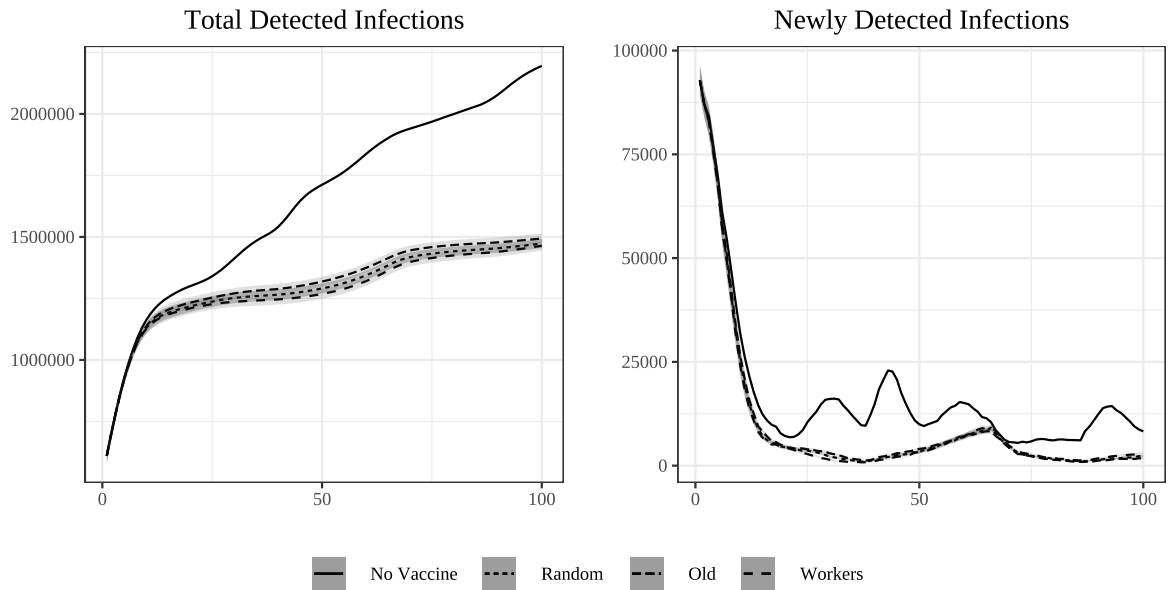 Total Detected Infections
2000000
1500000
1000000
0 50 100
Newly Detected Infections
100000
75000
50000
25000
0
0 50 100
No Vaccine Random Old Workers